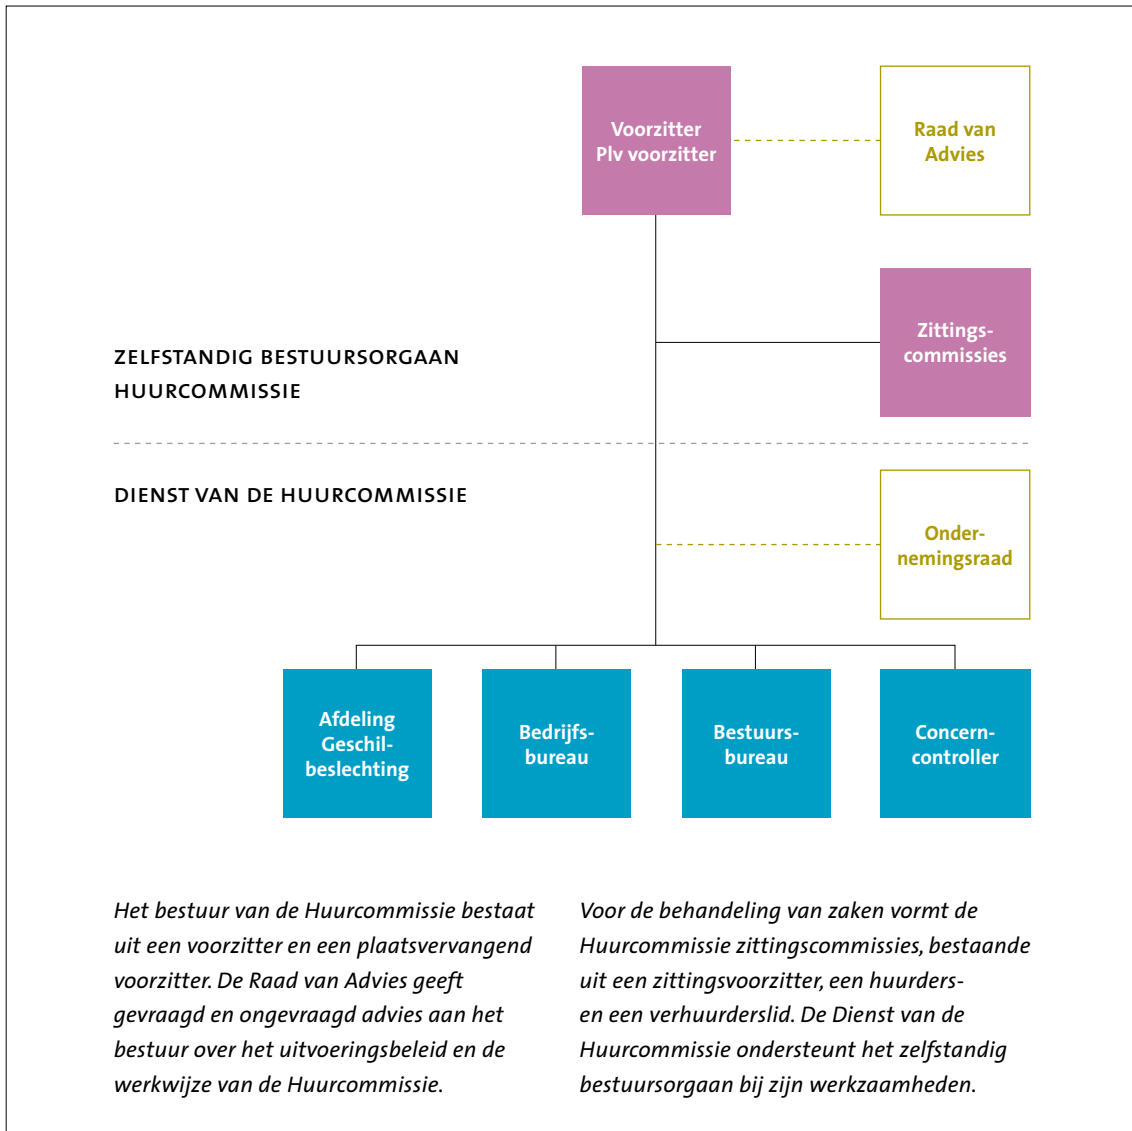 Voorzitter
Plv voorzitter
Raad van
Advies
Zittings-
commissies
ZELFSTANDIG BESTUURSORGAAN
HUURCOMMISSIE
DIENST VAN DE HUURCOMMISSIE
Onder-
nemingsraad
Afdeling
Geschil-
beslechting
Bedrijfs-
bureau
Bestuurs-
bureau
Concern-
controller
Het bestuur van de Huurcommissie bestaat
uit een voorzitter en een plaatsvervangend
voorzitter. De Raad van Advies geeft
gevraagd en ongevraagd advies aan het
bestuur over het uitvoeringsbeleid en de
werkwijze van de Huurcommissie.
Voor de behandeling van zaken vormt de
Huurcommissie zittingscommissies, bestaande
uit een zittingsvoorzitter, een huurders-
en een verhuurderslid. De Dienst van de
Huurcommissie ondersteunt het zelfstandig
bestuursorgaan bij zijn werkzaamheden.